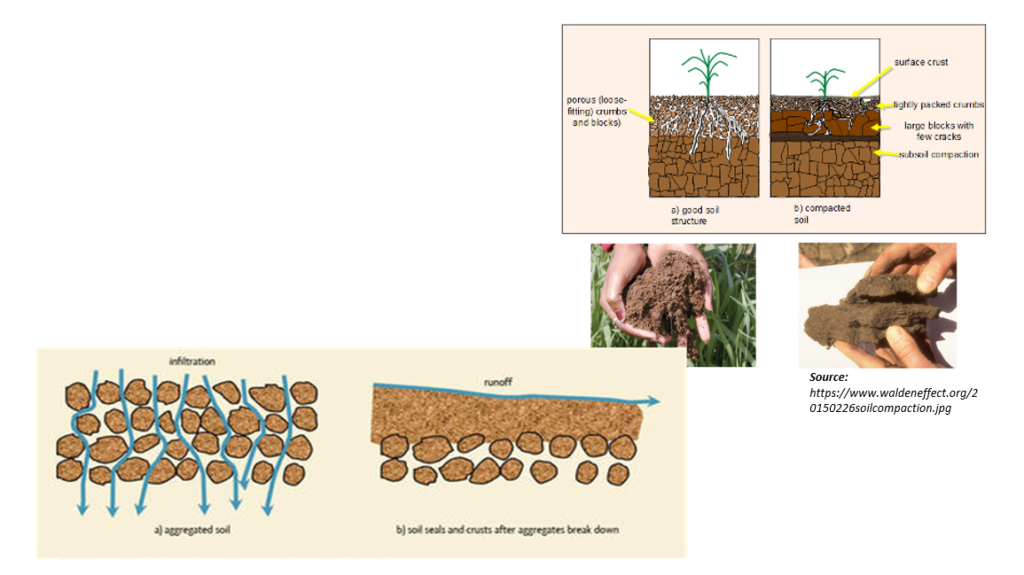 surface crust
porous (loose-
fitting) crumbs
and blocks)
tightly packed crumbs
large blocks with
few cracks
subsoil compaction
a) good soil
structure
b) compacted
soil
Source:
https://www.waldeneffect.org/2
0150226soilcompaction.jpg
infiltration
runoff
a) aggregated soil
b) soil seals and crusts after aggregates break down